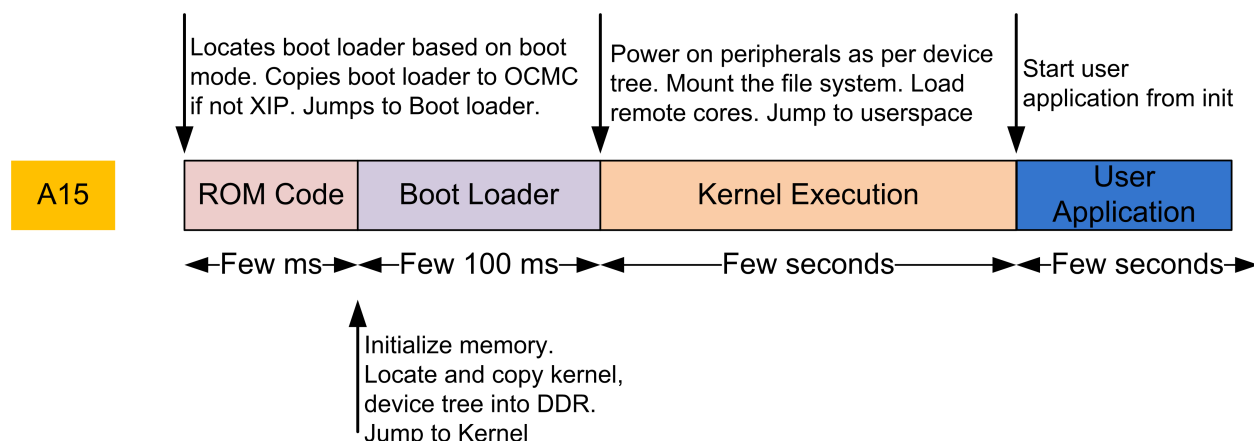 Locates boot loader based on boot
mode. Copies boot loader to OCMC
if not XIP. Jumps to Boot loader.
Power on peripherals as per device
tree. Mount the file system. Load
remote cores. Jump to userspace
Start user
application from init
A15
ROM Code
Boot Loader
Kernel Execution
User
Application
Few ms
Few 100 ms
Few seconds
Few seconds
Initialize memory.
Locate and copy kernel,
device tree into DDR.
Jump to Kernel